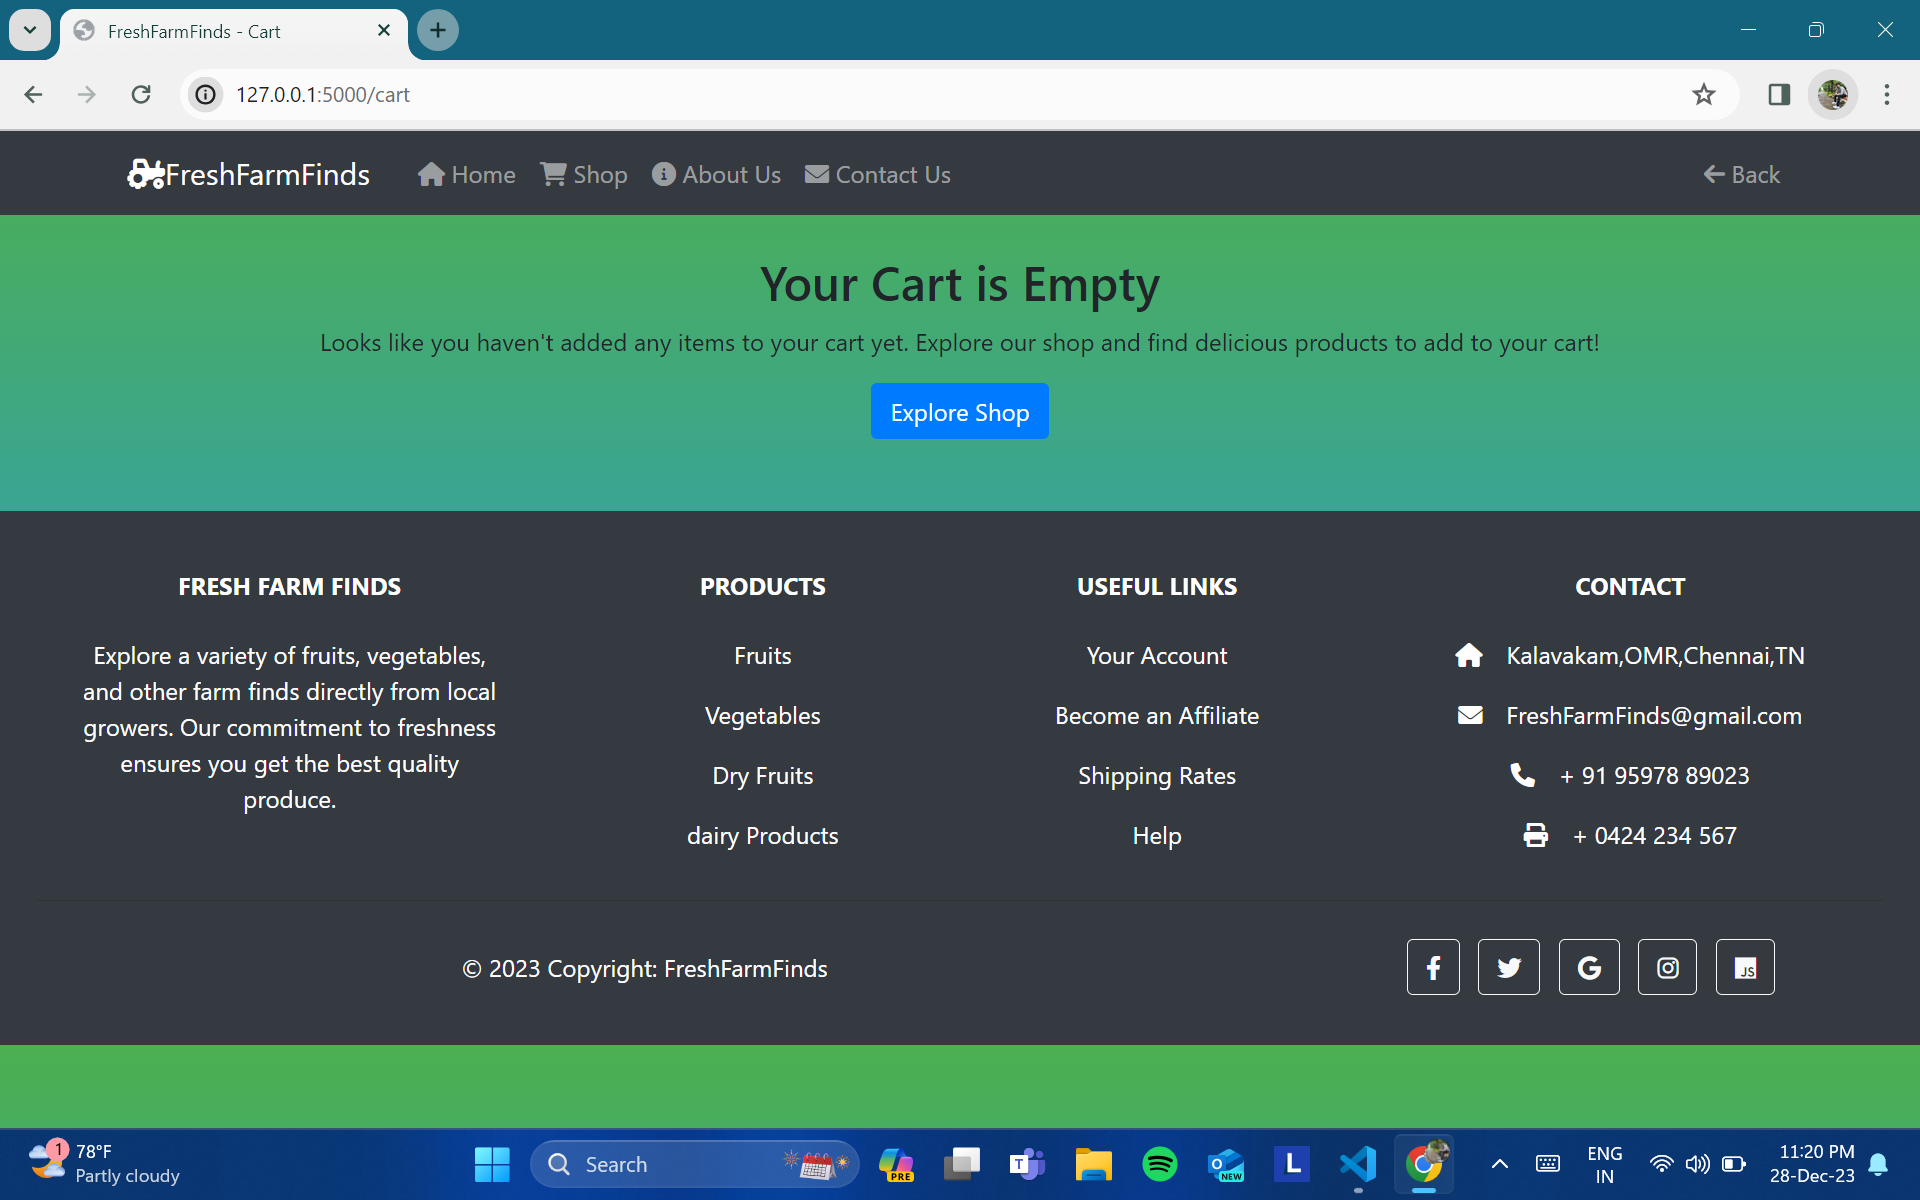 FreshFarmFinds - Cart
127.0.0.1:5000/cart
FreshFarmFinds Home Shop About Us Contact Us Back
Your Cart is Empty
Looks like you haven't added any items to your cart yet. Explore our shop and find delicious products to add to your cart!
Explore Shop
FRESH FARM FINDS
Explore a variety of fruits, vegetables,
and other farm finds directly from local
growers. Our commitment to freshness
ensures you get the best quality
produce.
PRODUCTS
Fruits
Vegetables
Dry Fruits
dairy Products
USEFUL LINKS
Your Account
Become an Affiliate
Shipping Rates
Help
CONTACT
Kalavakam,OMR,Chennai,TN
FreshFarmFinds@gmail.com
+ 91 95978 89023
+ 0424 234 567
© 2023 Copyright: FreshFarmFinds
JS
1
78°F
Partly cloudy
Search
PRE
T
O
NEW
L
ENG
IN
11:20 PM
28-Dec-23